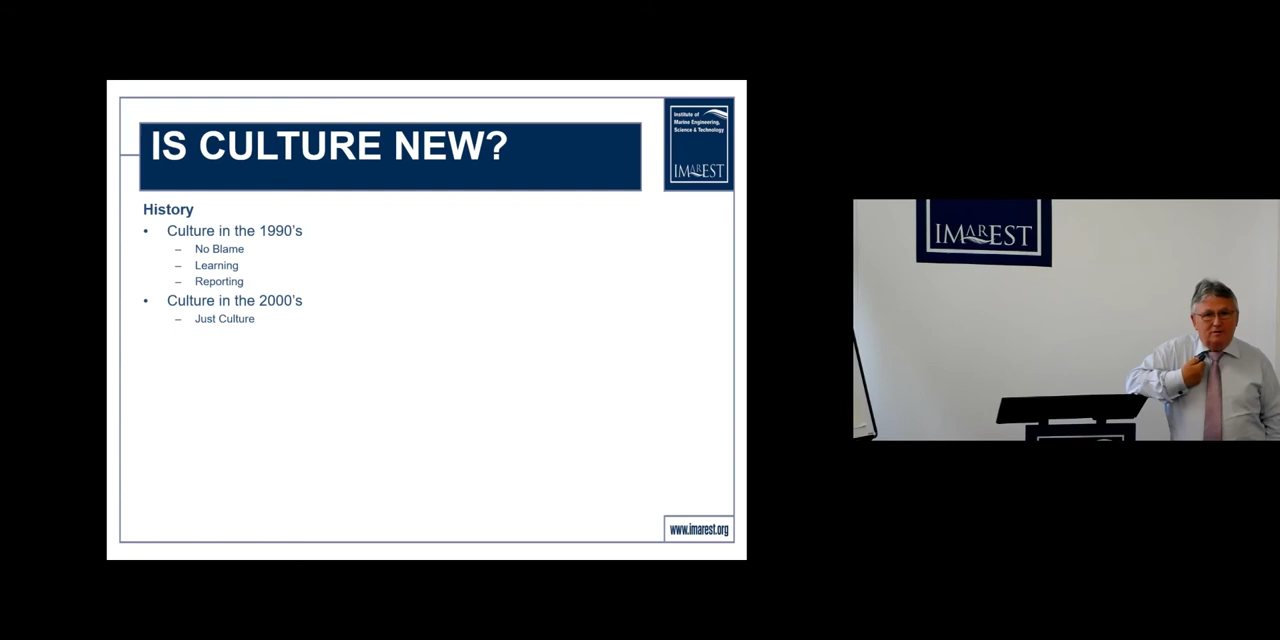 IS CULTURE NEW?
Institute of
Marine Engineering,
Science & Technology
IMarEST
History
• Culture in the 1990's
– No Blame
– Learning
– Reporting
• Culture in the 2000's
– Just Culture
www.imarest.org
IMarEST